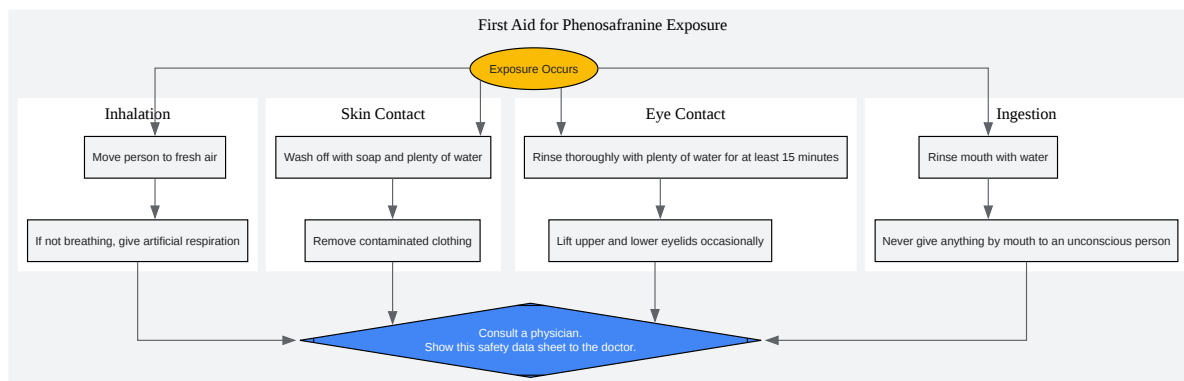 First Aid for Phenosafranine Exposure
Exposure Occurs
Inhalation
Skin Contact
Eye Contact
Ingestion
Move person to fresh air
Wash off with soap and plenty of water
Rinse thoroughly with plenty of water for at least 15 minutes
Rinse mouth with water
If not breathing, give artificial respiration
Remove contaminated clothing
Lift upper and lower eyelids occasionally
Never give anything by mouth to an unconscious person
Consult a physician.
Show this safety data sheet to the doctor.